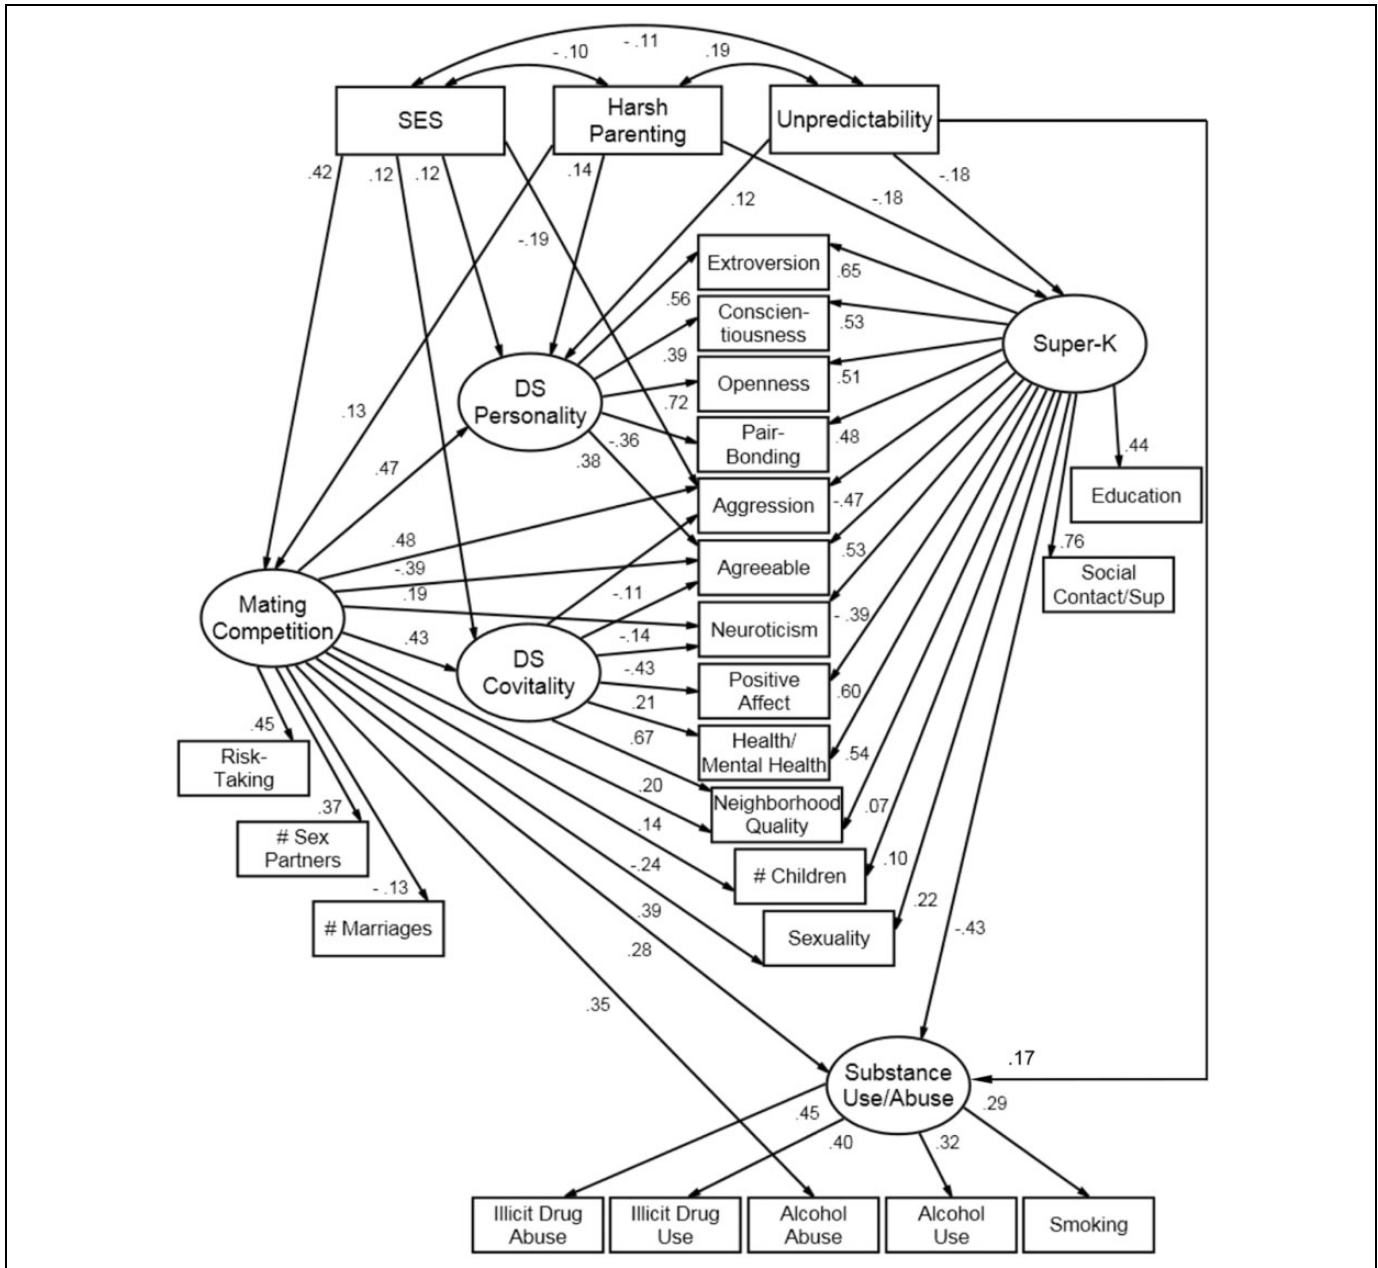 - .11
- .10
.19
SES
Harsh
Parenting
Unpredictability
.42
.12
.12
.14
.12
-.18
-.18
-.19
Extroversion
.65
.56
Conscien-
tiousness
.53
Super-K
.39
DS
Personality
Openness
.51
.72
.13
-.36
Pair-
Bonding
.48
.44
.47
.38
Aggression
-.47
Education
.48
.53
.76
-.39
Agreeable
Social
Contact/Sup
.19
-.11
Mating
Competition
Neuroticism
- .39
.43
-.14
DS
Covitality
-.43
Positive
Affect
.60
.21
.45
.67
Health/
Mental Health
.54
Risk-
Taking
.20
Neighborhood
Quality
.07
.37
.14
# Sex
Partners
-.24
.10
# Children
- .13
.39
.22
# Marriages
.28
Sexuality
-.43
.35
.17
Substance
Use/Abuse
.45
.29
.40
.32
Illicit Drug
Abuse
Illicit Drug
Use
Alcohol
Abuse
Alcohol
Use
Smoking